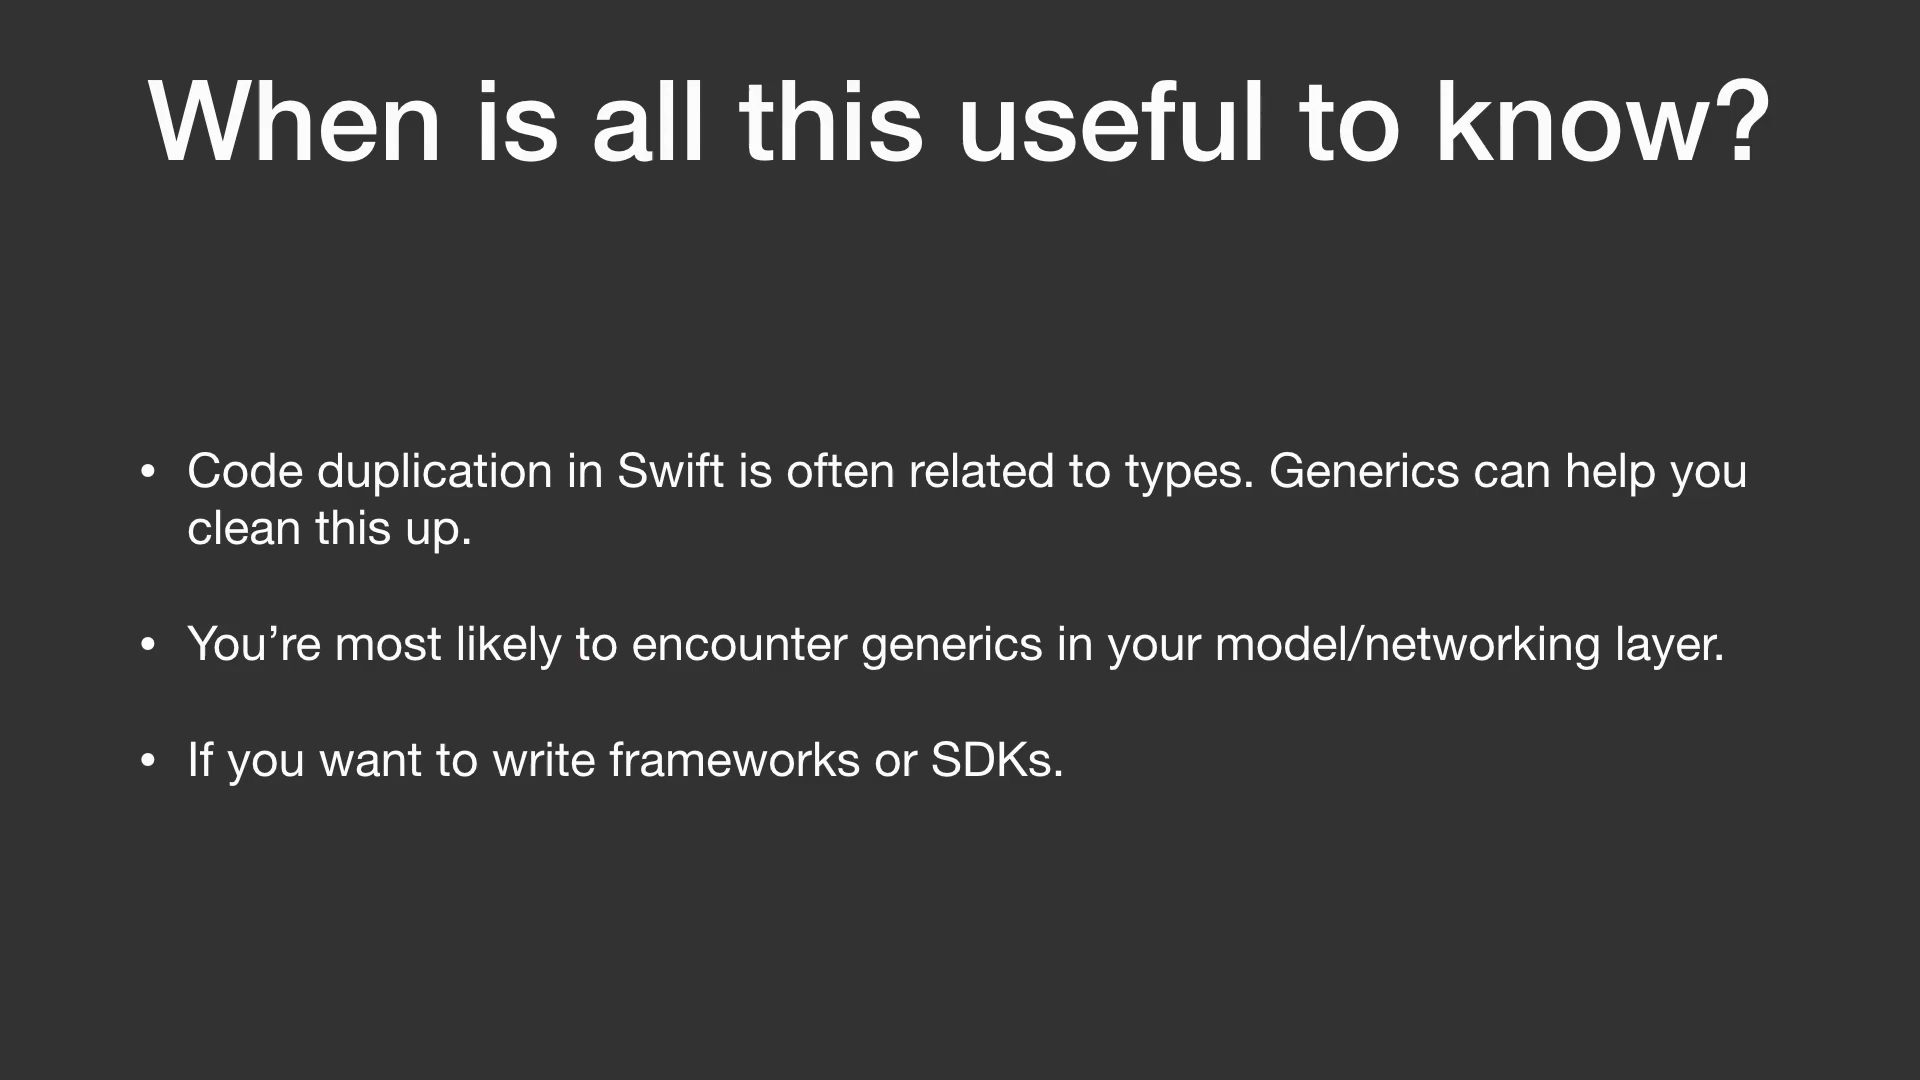 When is all this useful to know?
• Code duplication in Swift is often related to types. Generics can help you
clean this up.
• You’re most likely to encounter generics in your model/networking layer.
• If you want to write frameworks or SDKs.